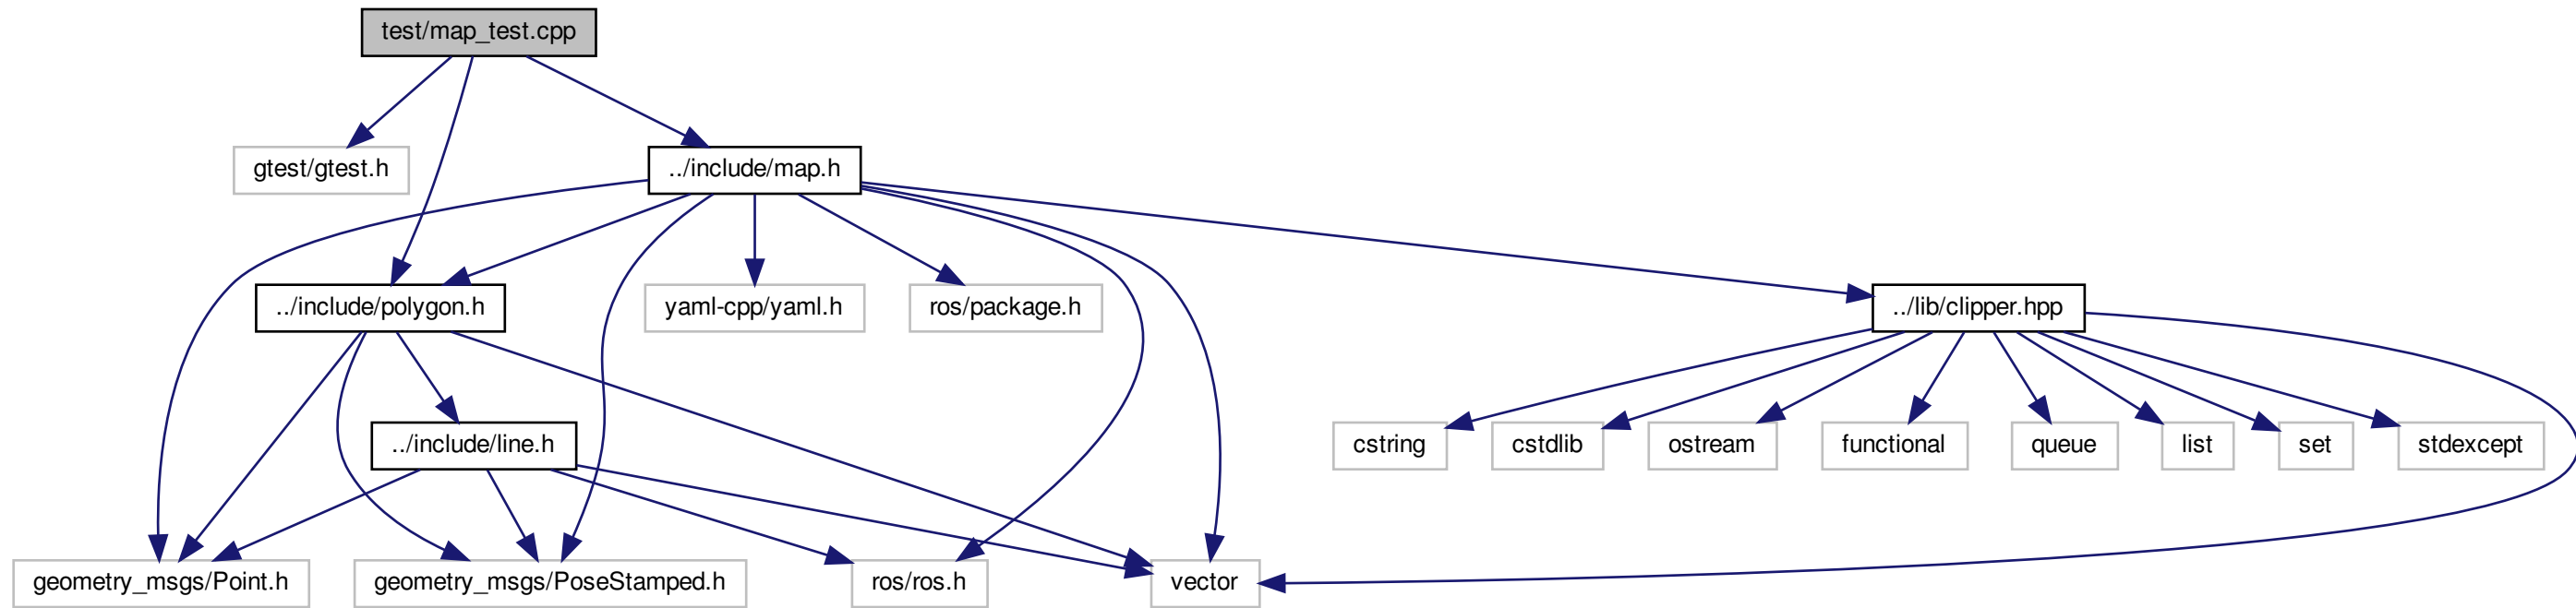 test/map_test.cpp
gtest/gtest.h
../include/map.h
../include/polygon.h
yaml-cpp/yaml.h
ros/package.h
../lib/clipper.hpp
../include/line.h
cstring
cstdlib
ostream
functional
queue
list
set
stdexcept
geometry_msgs/Point.h
geometry_msgs/PoseStamped.h
ros/ros.h
vector